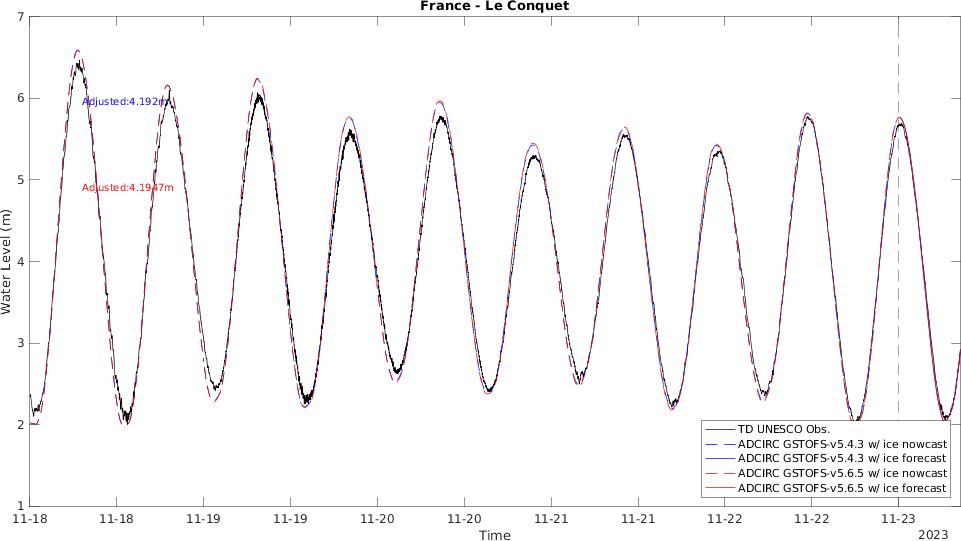 France - Le Conquet
7
6
5
4
3
2
1
Water Level (m)
Adjusted:4.192m
Adjusted:4.1947m
TD UNESCO Obs.
ADCIRC GSTOFS-v5.4.3 w/ ice nowcast
ADCIRC GSTOFS-v5.4.3 w/ ice forecast
ADCIRC GSTOFS-v5.6.5 w/ ice nowcast
ADCIRC GSTOFS-v5.6.5 w/ ice forecast
11-18 11-18 11-19 11-19 11-20 11-20 11-21 11-21 11-22 11-22 11-23
Time
2023